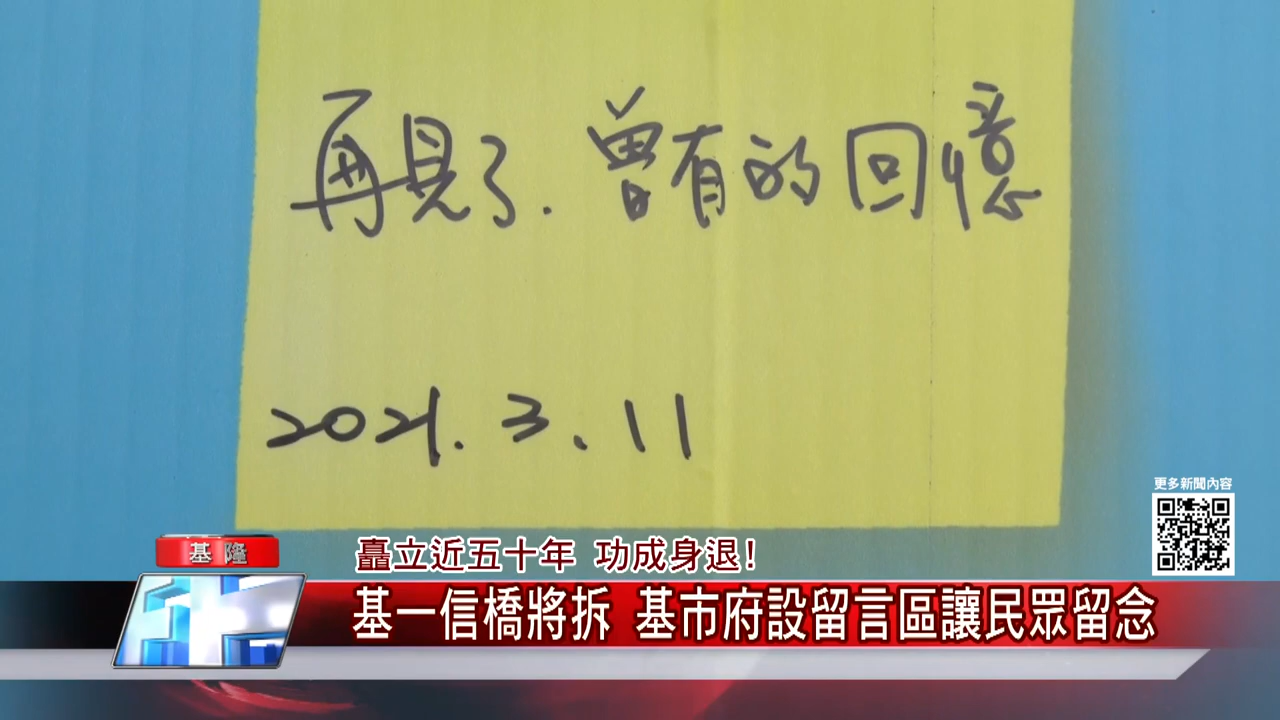 再見了.曾有的回憶
2021.3.11
更多新聞內容
基隆
矗立近五十年 功成身退!
基一信橋將拆 基市府設留言區讓民眾留念